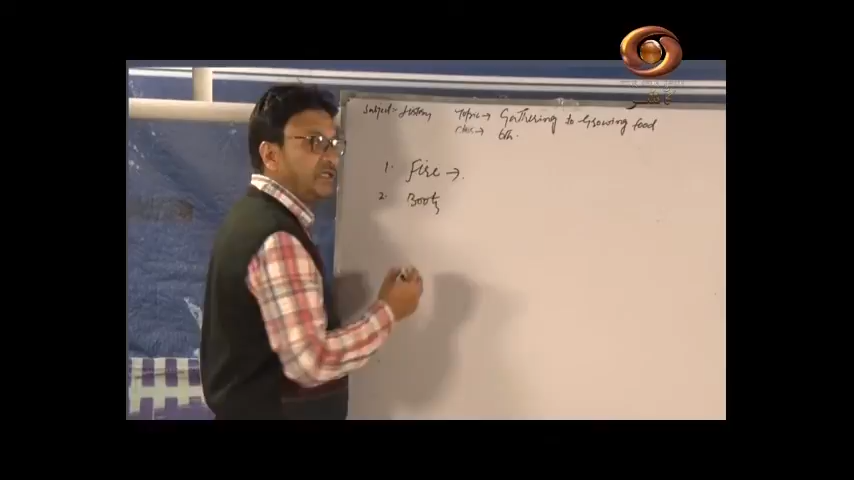 Subject - History Topic → Gathering to Growing food
Class → 6th.
1. Fire →.
2. Boots